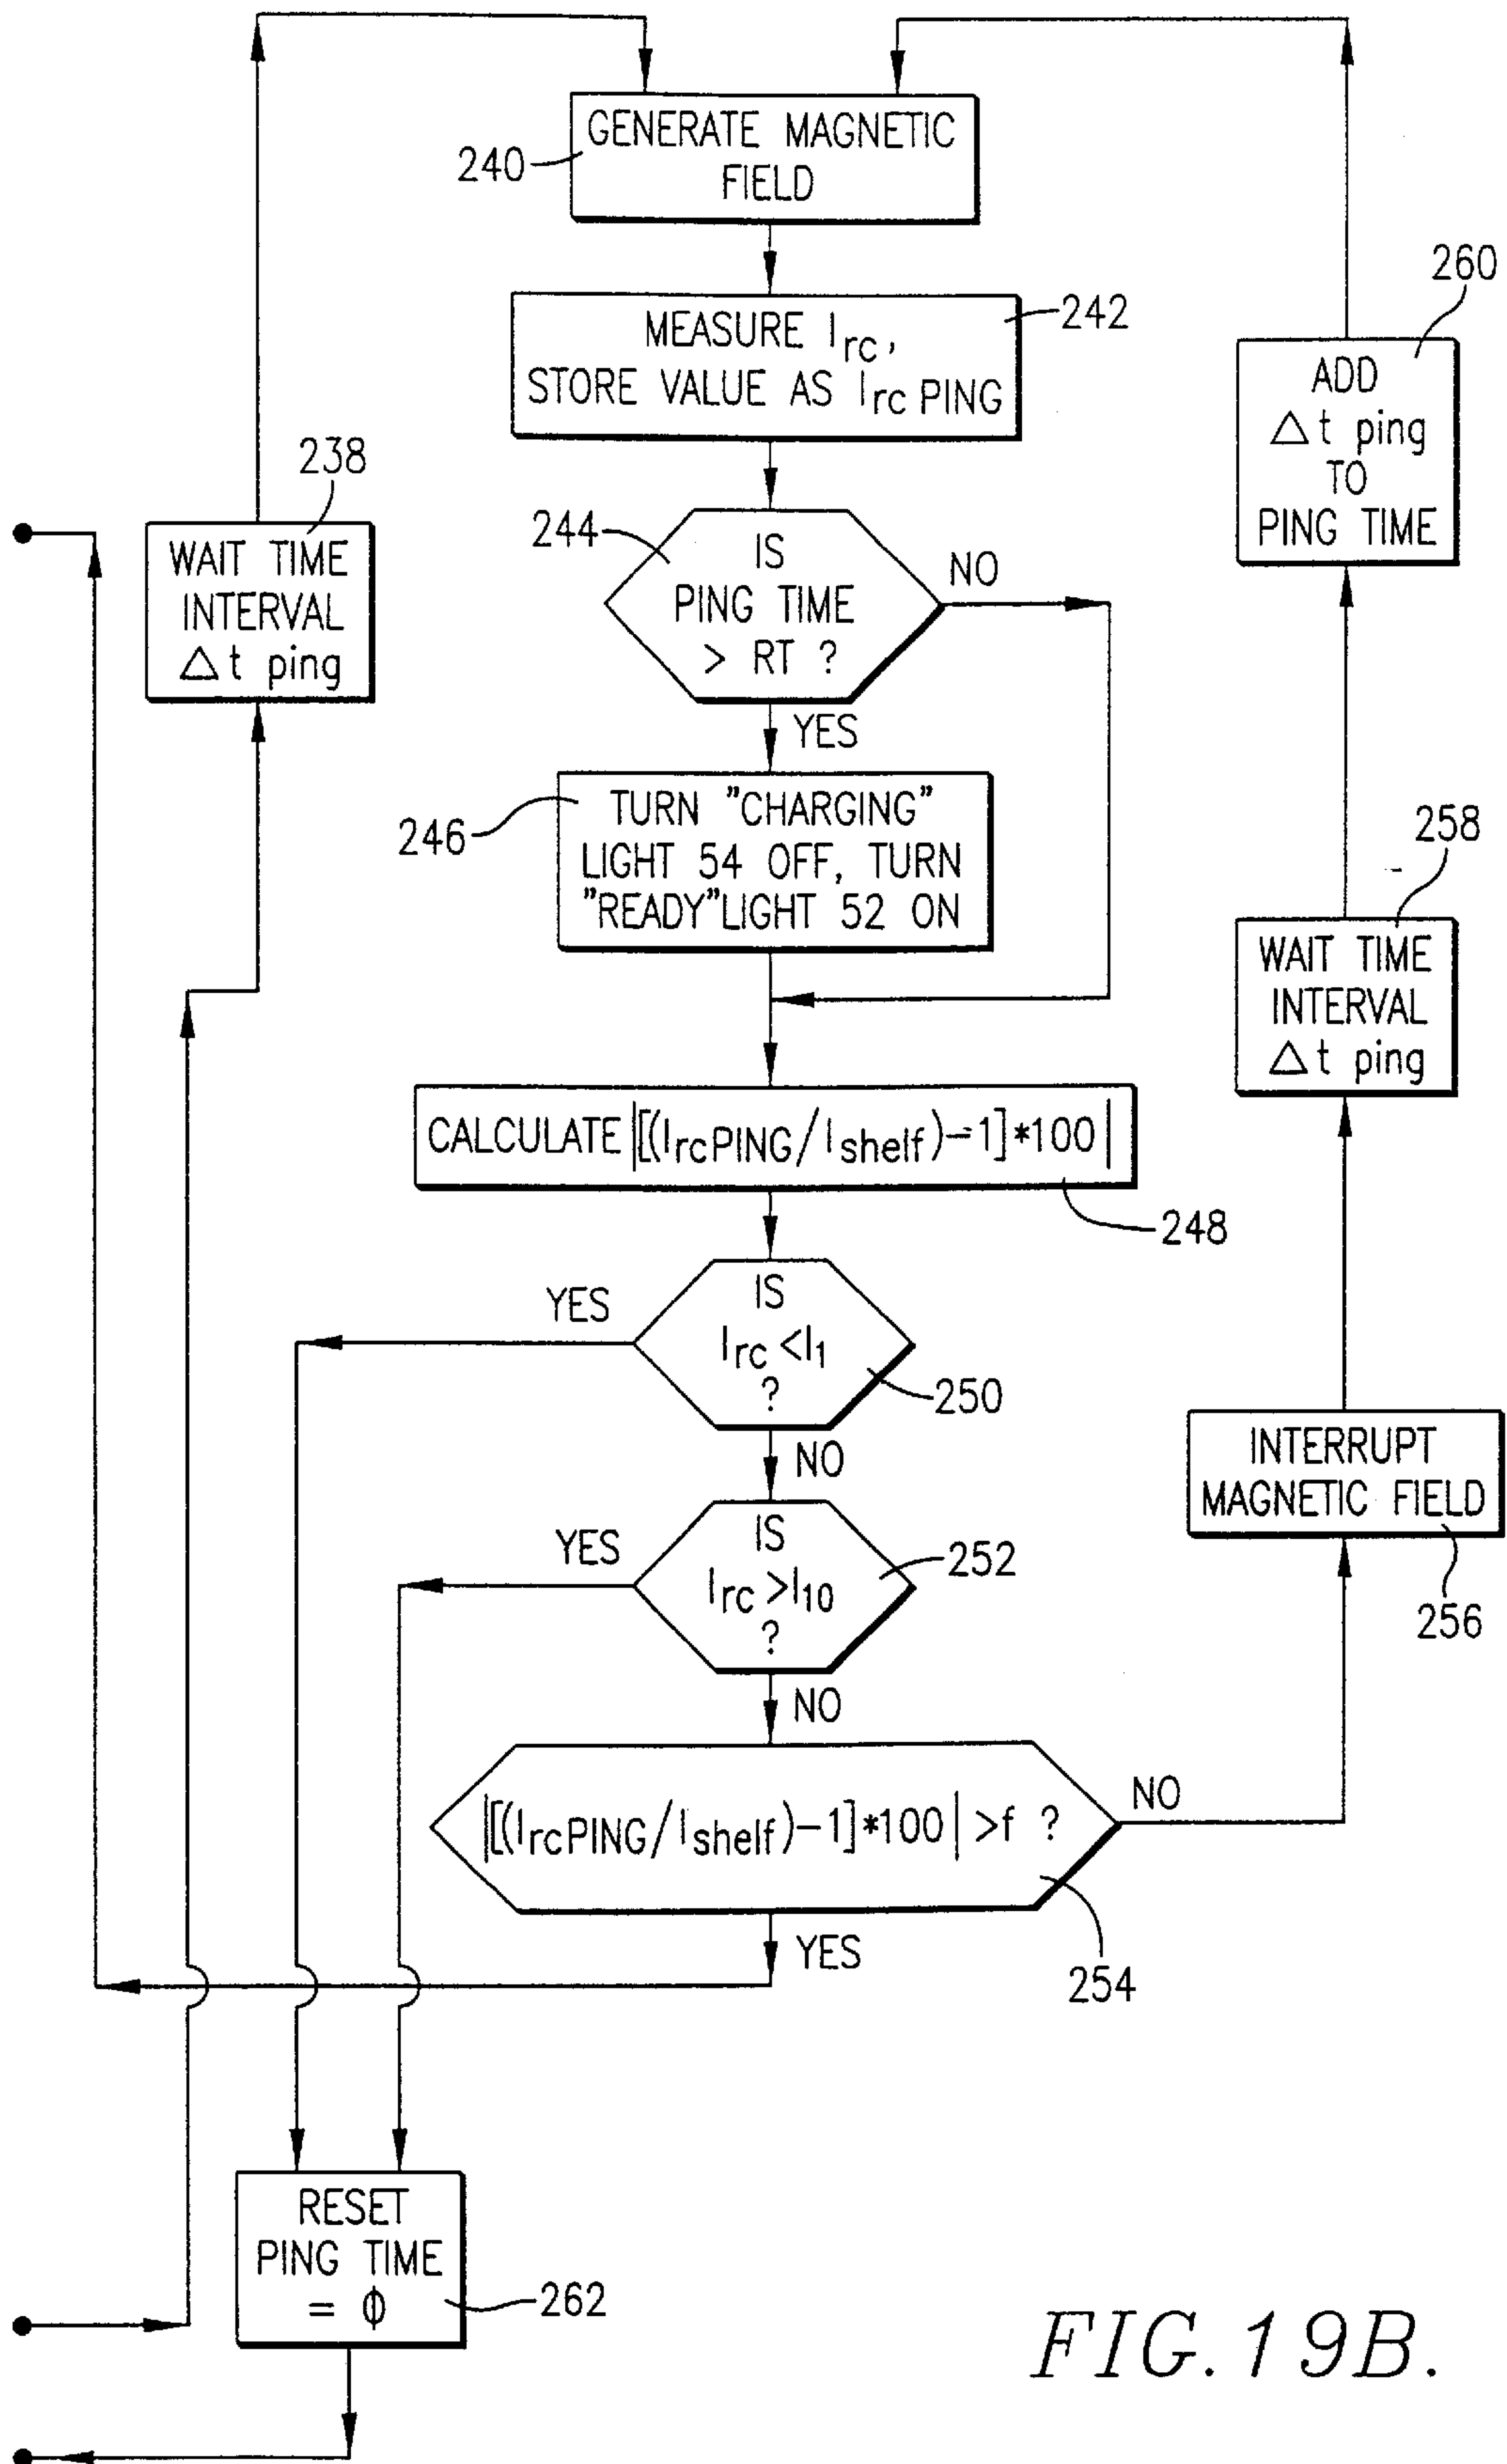 GENERATE MAGNETIC
FIELD
240
MEASURE Irc,
STORE VALUE AS Irc PING
242
260
ADD
△t ping
TO
PING TIME
238
WAIT TIME
INTERVAL
△t ping
244
IS
PING TIME
> RT ?
NO
YES
246
TURN "CHARGING"
LIGHT 54 OFF, TURN
"READY"LIGHT 52 ON
258
WAIT TIME
INTERVAL
△t ping
CALCULATE |[(IrcPING/Ishelf)-1]*100|
248
IS
Irc <I1
?
YES
250
NO
INTERRUPT
MAGNETIC FIELD
256
IS
Irc >I10
?
YES
252
NO
|[(IrcPING/Ishelf)-1]*100| >f ?
NO
YES
254
RESET
PING TIME
= ϕ
262
FIG. 19B.